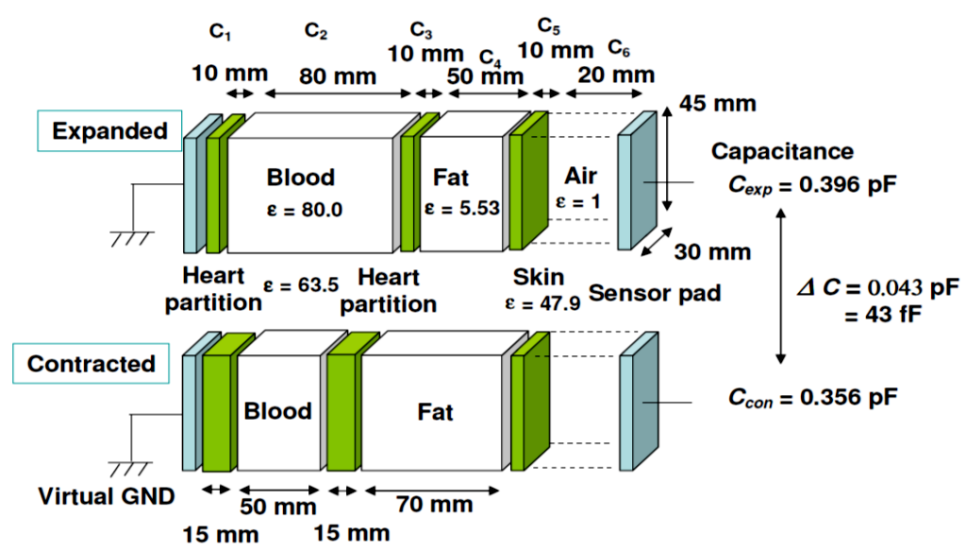 C1 C2 C3 C5
10 mm 80 mm 10 mm C4 50 mm 10 mm C6 20 mm
45 mm
Expanded
Capacitance
Blood Fat Air
Cexp = 0.396 pF
ε = 80.0 ε = 5.53 ε = 1
30 mm
Heart partition ε = 63.5 Heart partition Skin ε = 47.9 Sensor pad
Δ C = 0.043 pF
= 43 fF
Contracted
Blood Fat
Ccon = 0.356 pF
Virtual GND
50 mm 70 mm
15 mm 15 mm